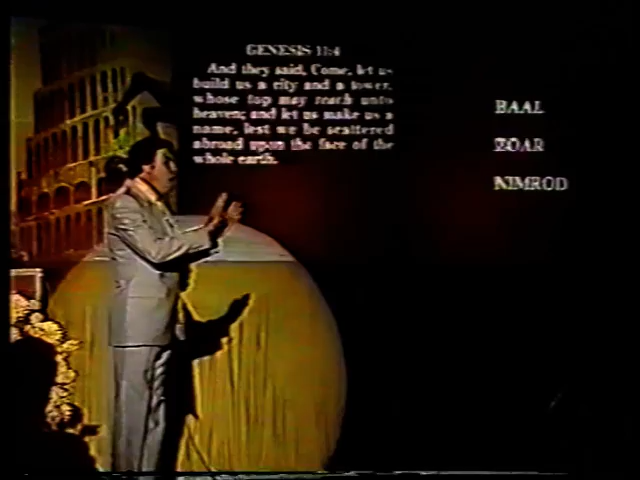 GENESIS 11:4
And they said, Come, let us
build us a city and a tower,
whose top may reach unto
heaven; and let us make us a
name, lest we be scattered
abroad upon the face of the
whole earth.
BAAL
ZOAR
NIMROD